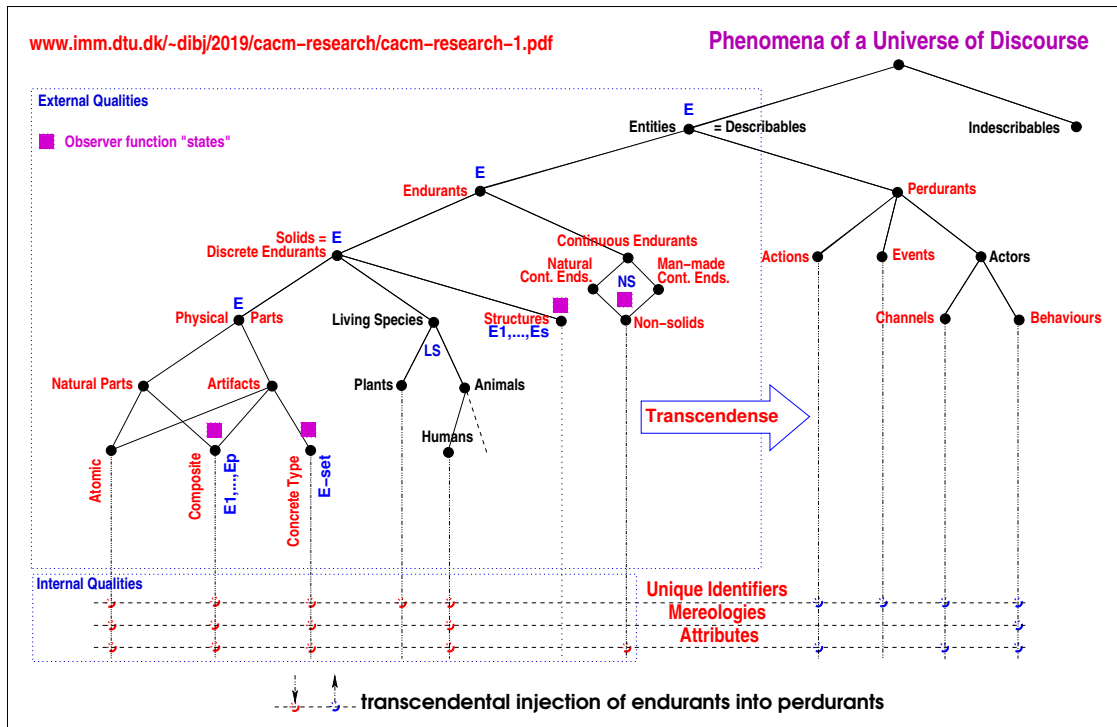 www.imm.dtu.dk/~dibj/2019/cacm-research/cacm-research-1.pdf
Phenomena of a Universe of Discourse
External Qualities
Observer function "states"
E
Entities
= Describables
Indescribables
E
Endurants
Perdurants
Solids =
E
Discrete Endurants
Continuous Endurants
Natural
Cont. Ends.
Man-made
Cont. Ends.
NS
Actions
Events
Actors
E
Physical Parts
Living Species
Structures
E1,....,Es
Non-solids
Channels
Behaviours
LS
Natural Parts
Artifacts
Plants
Animals
Transcendense
Humans
Atomic
Composite
E1,....,Ep
Concrete Type
E-set
Internal Qualities
Unique Identifiers
Mereologies
Attributes
transcendental injection of endurants into perdurants